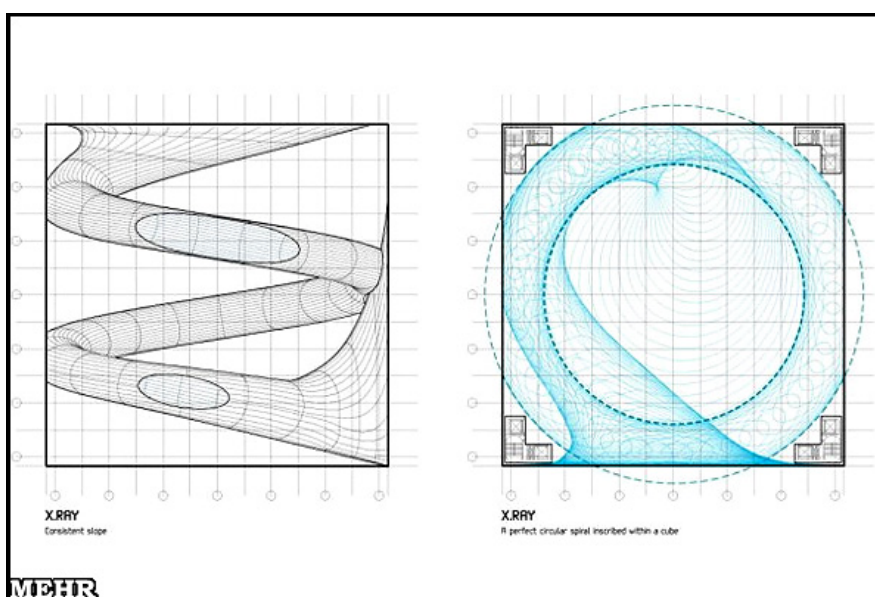 X.RAY
Consistent slope
X.RAY
A perfect circular spiral inscribed within a cube
MEHR